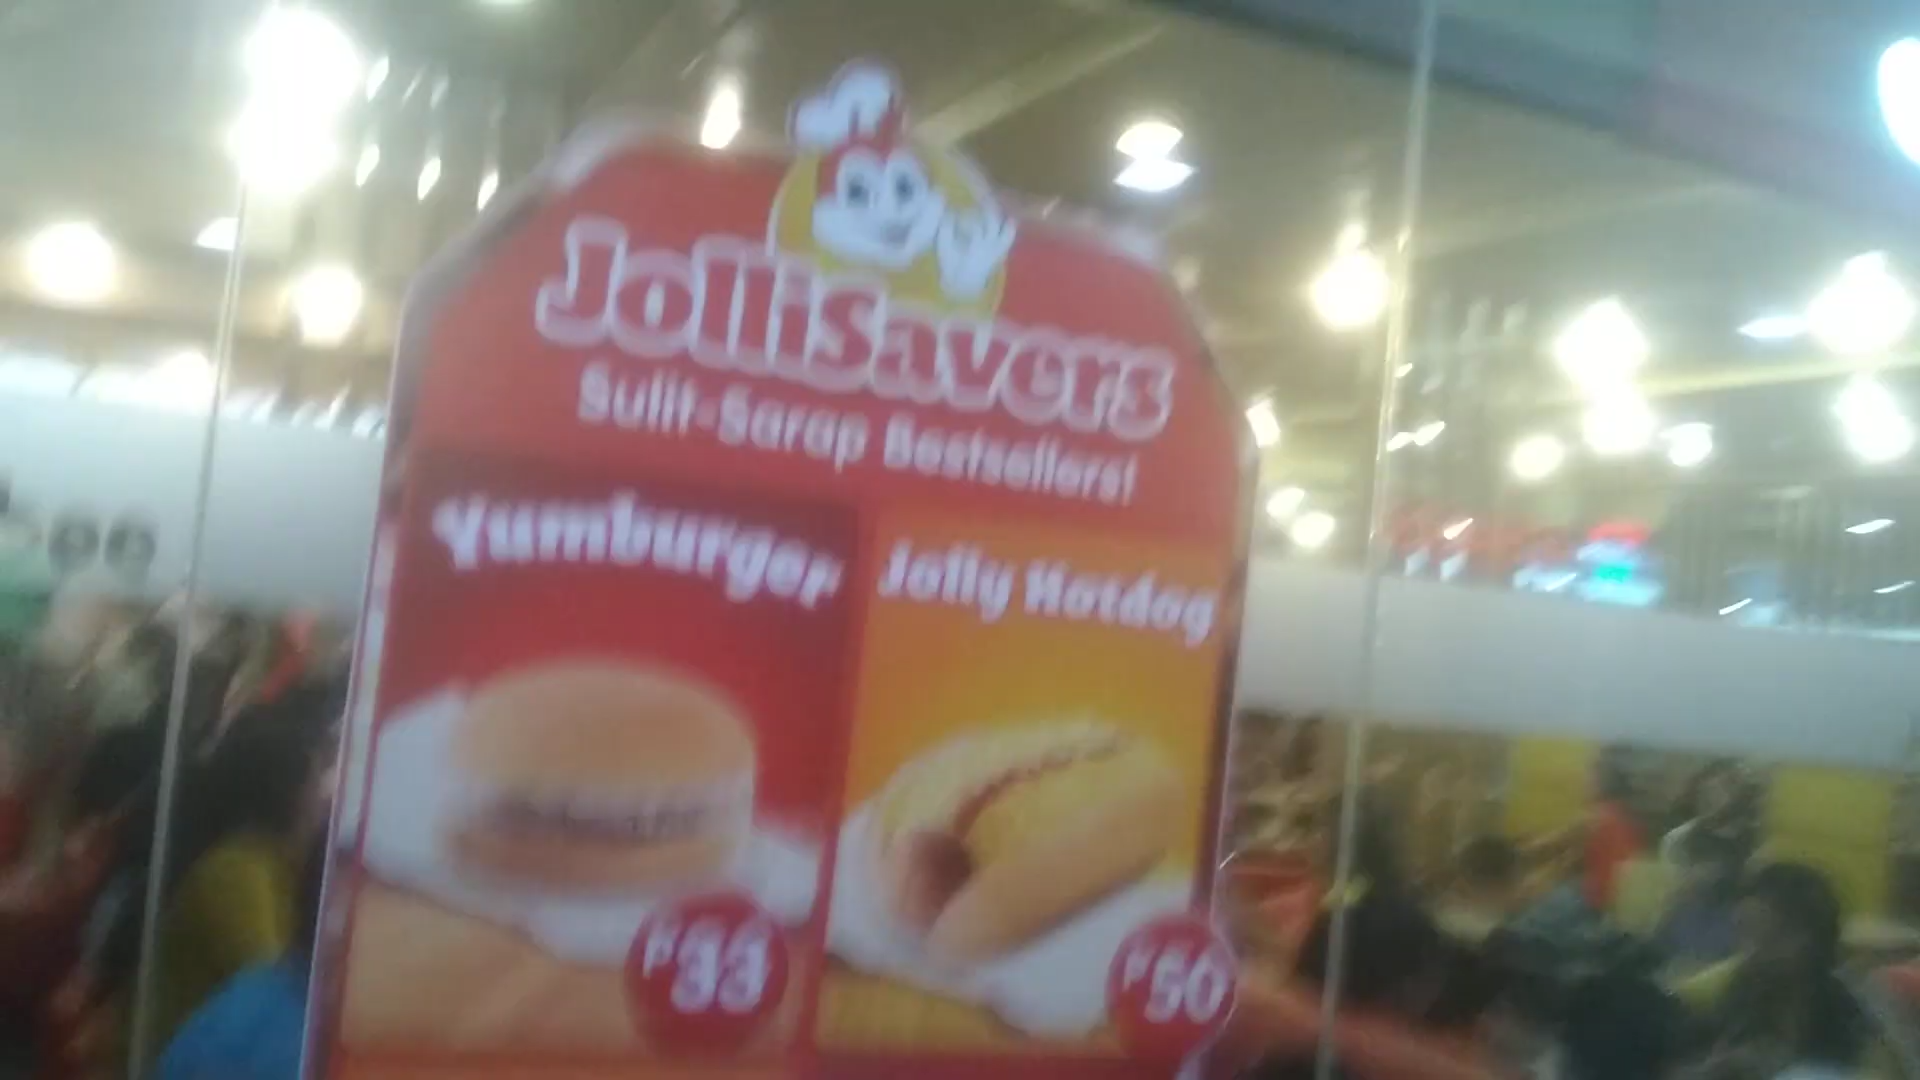 JolliSavers
Sulit-Sarap Bestsellers!
Yumburger
Jolly Hotdog
₱33
₱50